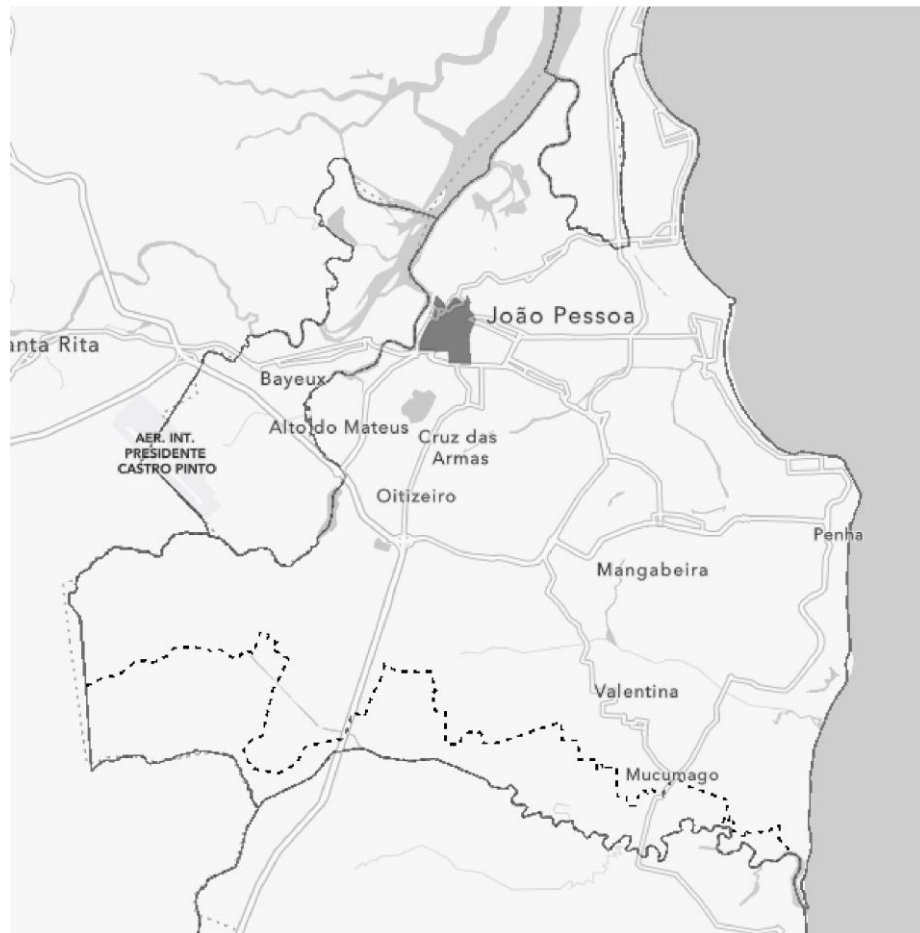 João Pessoa
anta Rita
Bayeux
Alto do Mateus
Cruz das
Armas
AER. INT.
PRESIDENTE
CASTRO PINTO
Oitizeiro
Penha
Mangabeira
Valentina
Mucumago